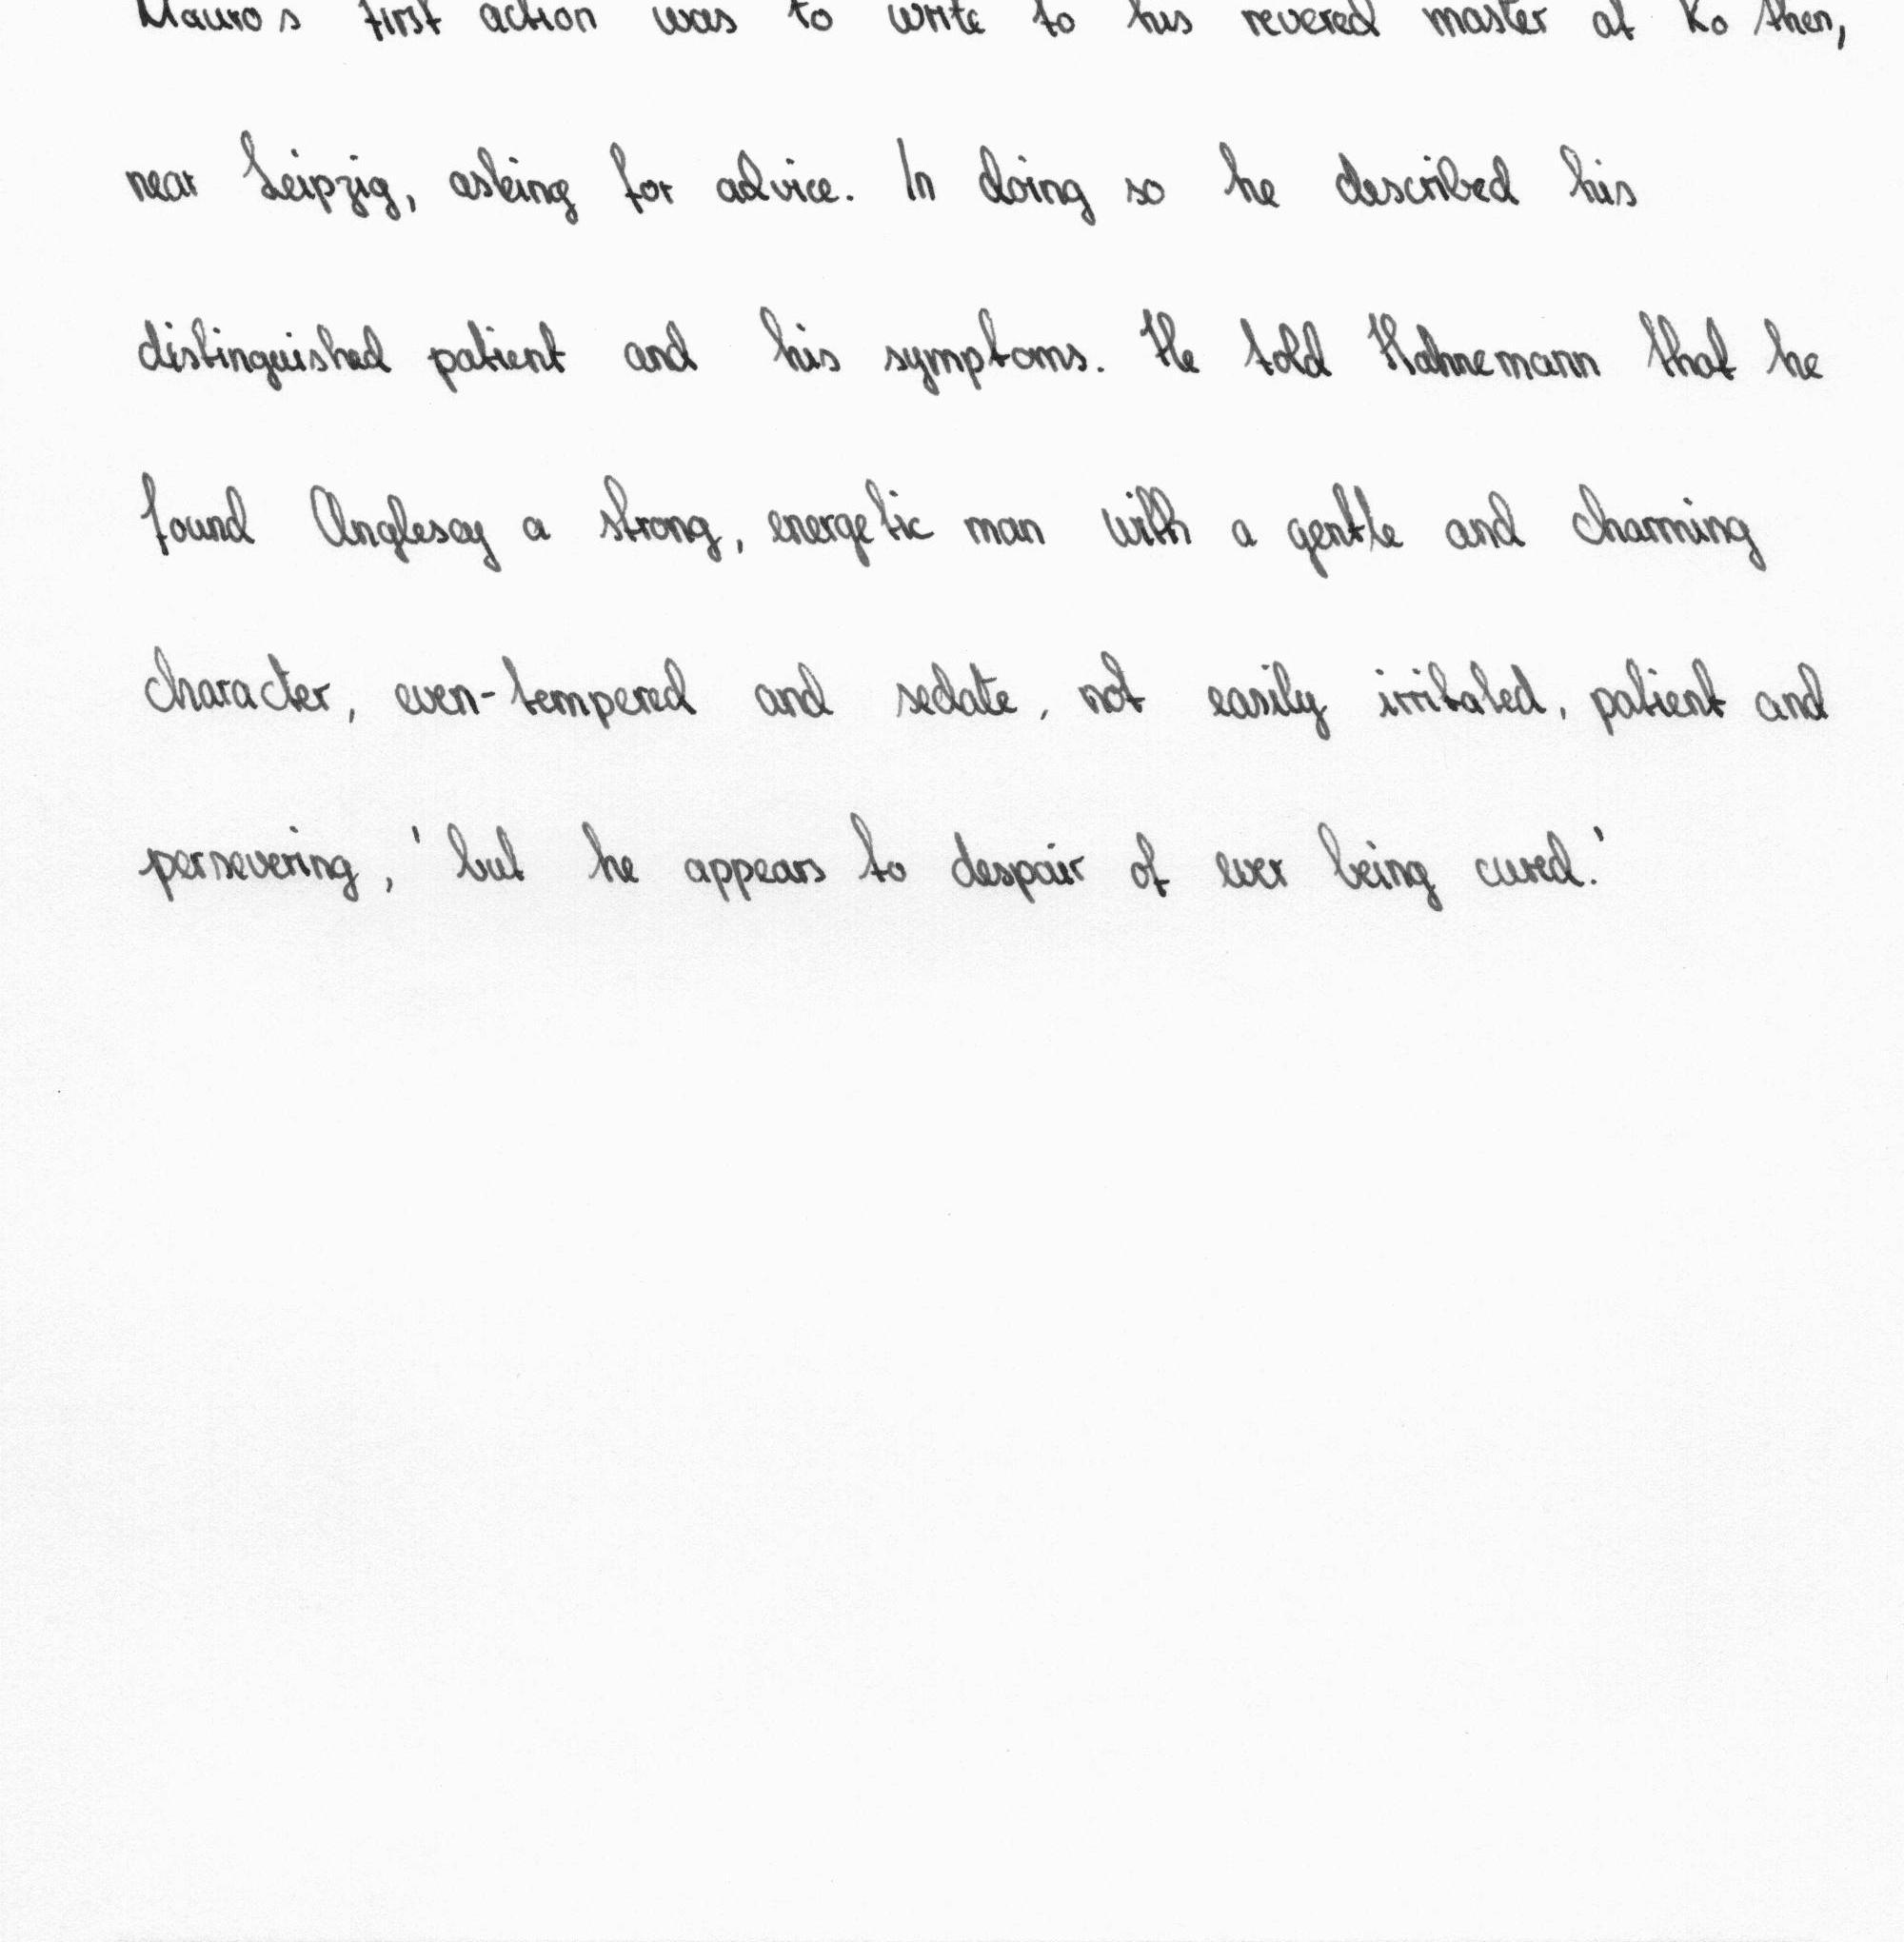 Mauro's first action was to write to his revered master at Ko then,
near Leipzig, asking for advice. In doing so he described his
distinguished patient and his symptoms. He told Hahnemann that he
found Anglesey a strong, energetic man with a gentle and charming
character, even-tempered and sedate, not easily irritated, patient and
persevering, 'but he appears to despair of ever being cured.'